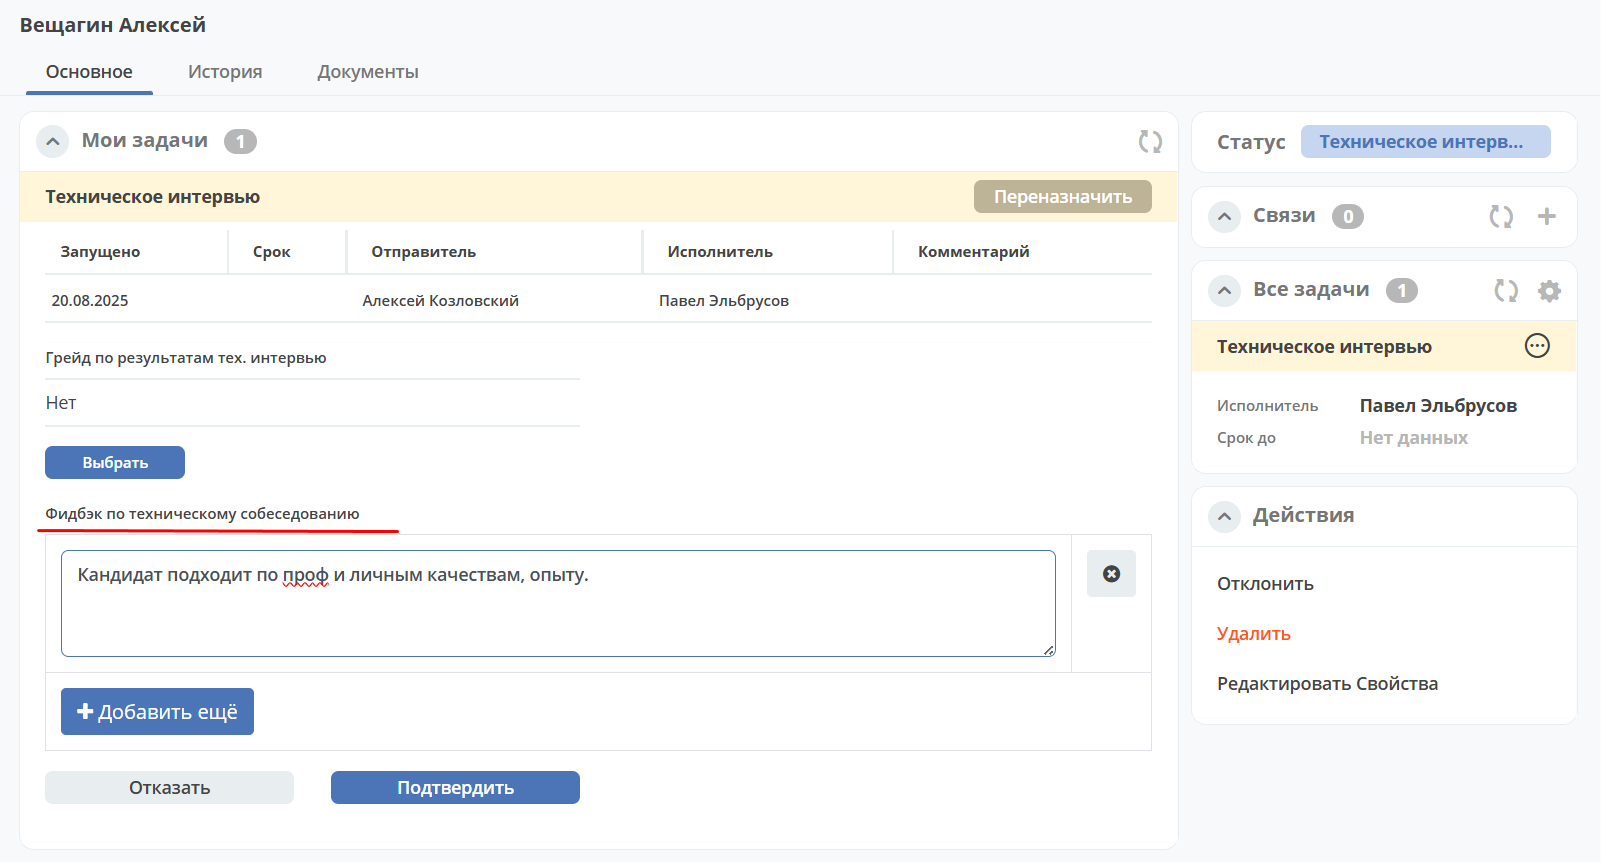 Вещагин Алексей
Основное История Документы
Мои задачи 1
Техническое интервью Переназначить
Запущено Срок Отправитель Исполнитель Комментарий
20.08.2025 Алексей Козловский Павел Эльбрусов
Грейд по результатам тех. интервью
Нет
Выбрать
Фидбэк по техническому собеседованию
Кандидат подходит по проф и личным качествам, опыту.
Добавить ещё
Отказать Подтвердить
Статус Техническое интерв...
Связи 0
Все задачи 1
Техническое интервью
Исполнитель Павел Эльбрусов
Срок до Нет данных
Действия
Отклонить
Удалить
Редактировать Свойства